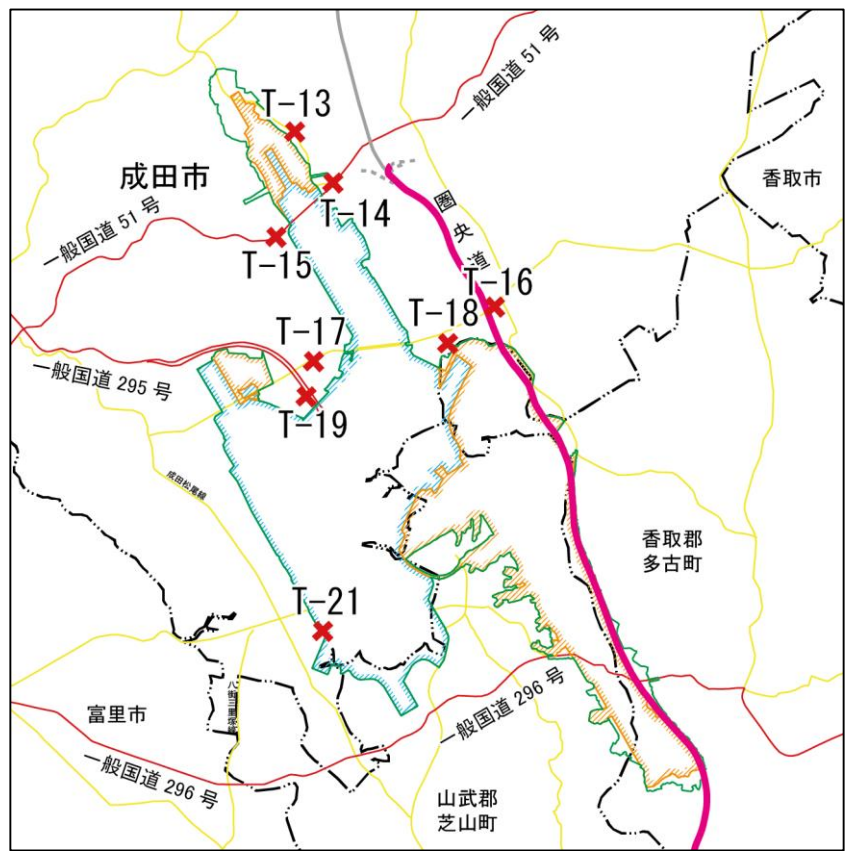 一般国道 51 号
T-13
成田市
香取市
T-14
圏央道
一般国道 51 号
T-15
T-16
T-18
T-17
一般国道 295 号
T-19
成田松尾線
香取郡
多古町
T-21
八街三里塚線
富里市
一般国道 296 号
一般国道 296 号
山武郡
芝山町